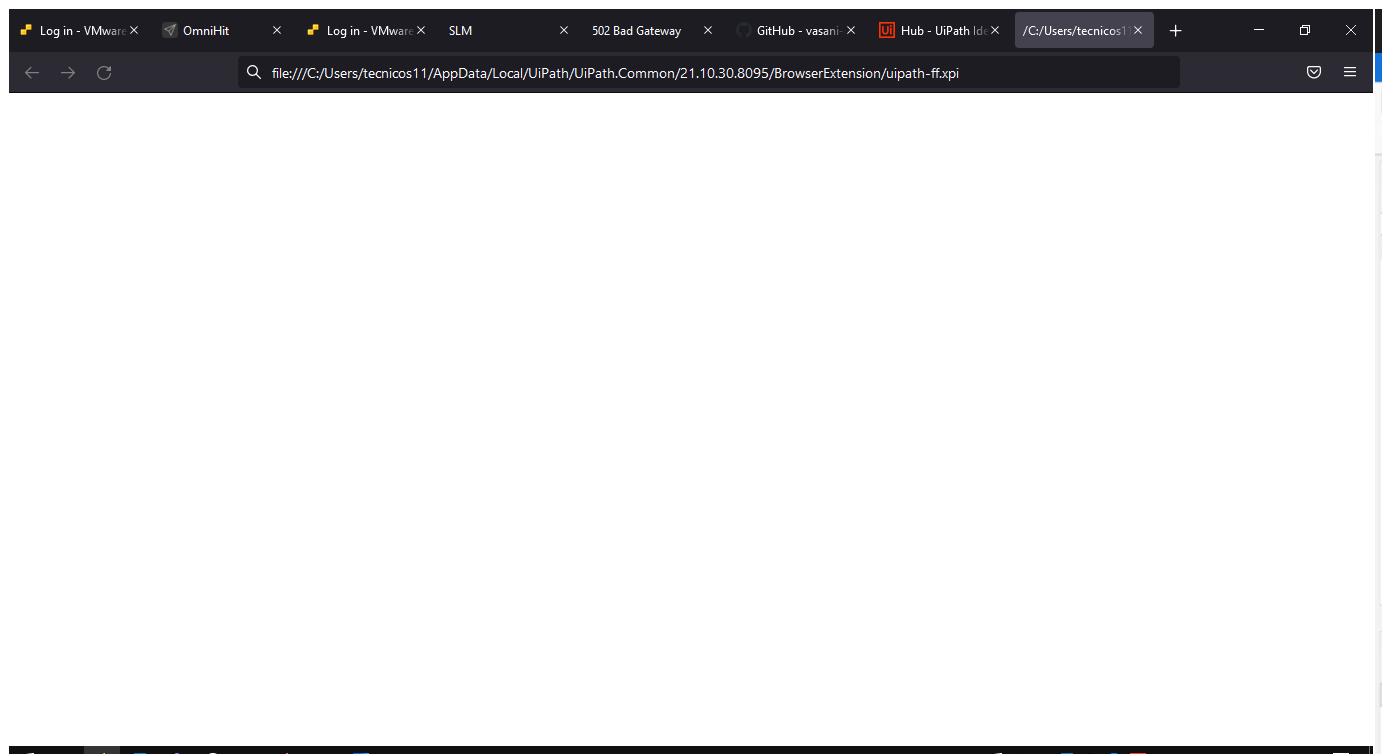 Log in - VMware OmniHit Log in - VMware SLM 502 Bad Gateway GitHub - vasani- Ui Hub - UiPath Ide /C:/Users/tecnicos11
file:///C:/Users/tecnicos11/AppData/Local/UiPath/UiPath.Common/21.10.30.8095/BrowserExtension/uipath-ff.xpi